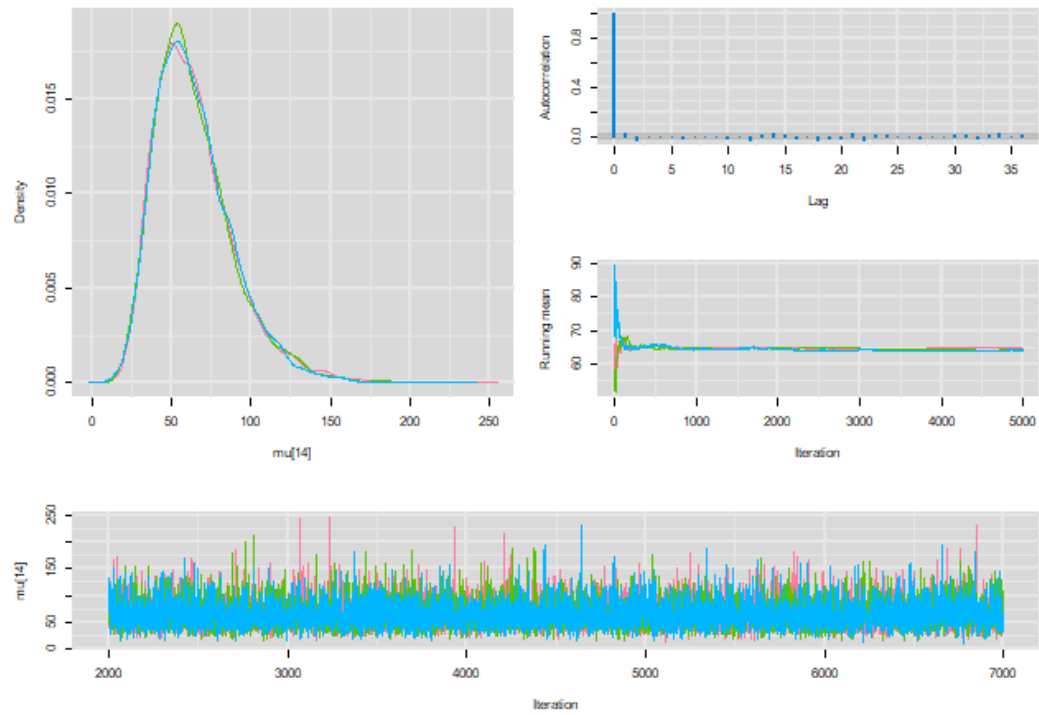 Density
0.000 0.005 0.010 0.015
0 50 100 150 200 250
mu[14]
Autocorrelation
0.0 0.4 0.8
0 5 10 15 20 25 30 35
Lag
Running mean
60 70 80 90
0 1000 2000 3000 4000 5000
Iteration
mu[14]
0 50 150 250
2000 3000 4000 5000 6000 7000
Iteration